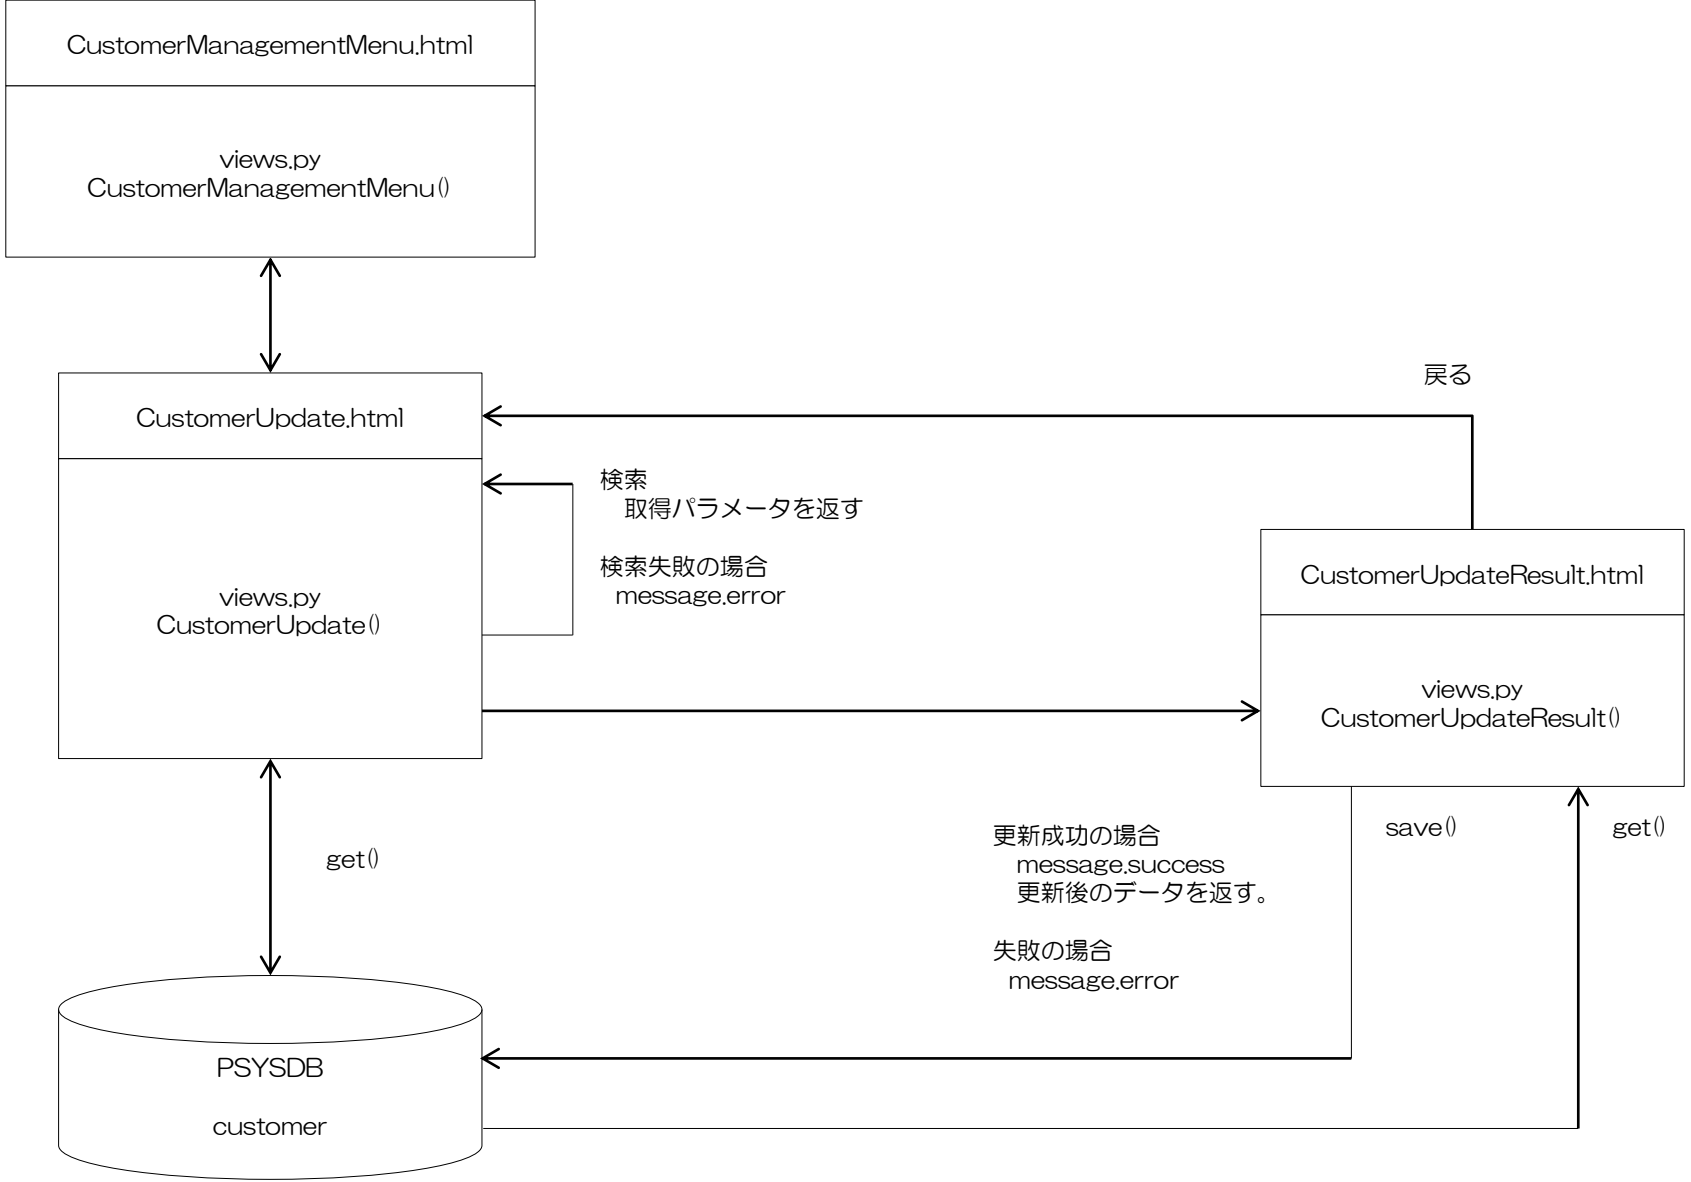 CustomerManagementMenu.html
views.py
CustomerManagementMenu()
CustomerUpdate.html
views.py
CustomerUpdate()
検索
取得パラメータを返す
検索失敗の場合
message.error
戻る
CustomerUpdateResult.html
views.py
CustomerUpdateResult()
get()
更新成功の場合
message.success
更新後のデータを返す。
失敗の場合
message.error
save()
get()
PSYSDB
customer